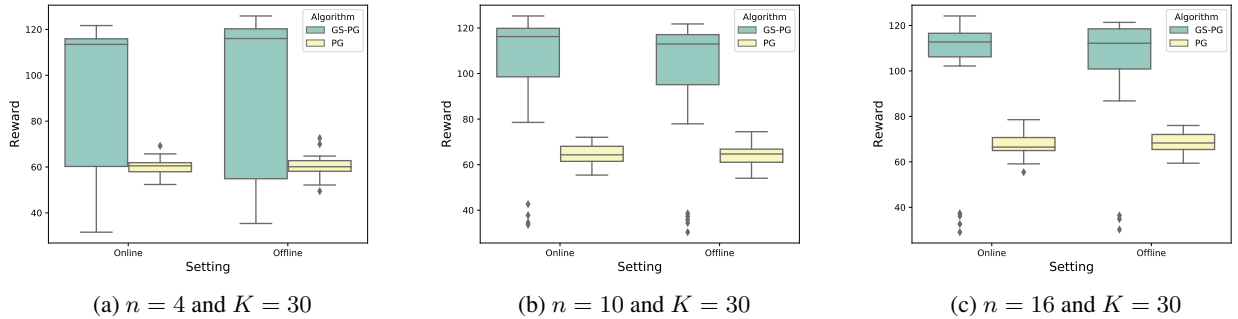 120
100
80
60
40
Reward
Online
Offline
Setting
Algorithm
GS-PG
PG
(a) n = 4 and K = 30
120
100
80
60
40
Reward
Online
Offline
Setting
Algorithm
GS-PG
PG
(b) n = 10 and K = 30
120
100
80
60
40
Reward
Online
Offline
Setting
Algorithm
GS-PG
PG
(c) n = 16 and K = 30